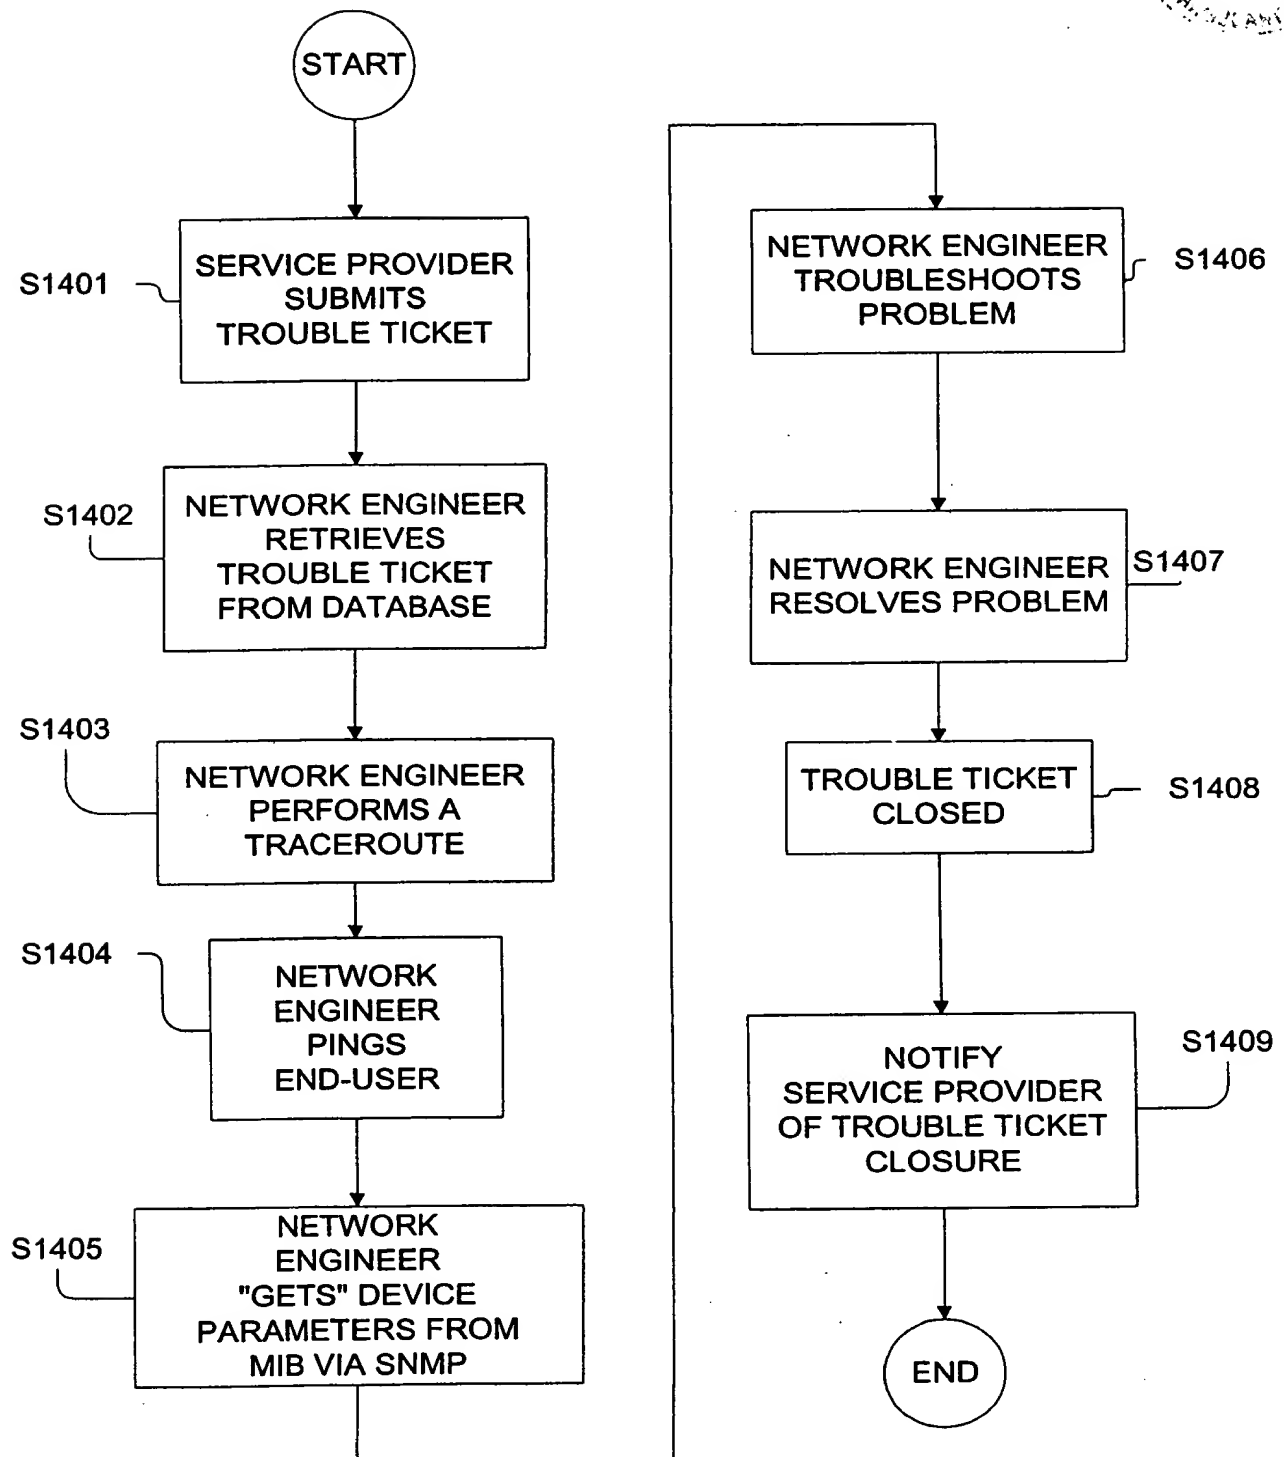 START
S1401
SERVICE PROVIDER
SUBMITS
TROUBLE TICKET
S1402
NETWORK ENGINEER
RETRIEVES
TROUBLE TICKET
FROM DATABASE
S1403
NETWORK ENGINEER
PERFORMS A
TRACEROUTE
S1404
NETWORK
ENGINEER
PINGS
END-USER
S1405
NETWORK
ENGINEER
"GETS" DEVICE
PARAMETERS FROM
MIB VIA SNMP
NETWORK ENGINEER
TROUBLESHOOTS
PROBLEM
S1406
NETWORK ENGINEER
RESOLVES PROBLEM
S1407
TROUBLE TICKET
CLOSED
S1408
NOTIFY
SERVICE PROVIDER
OF TROUBLE TICKET
CLOSURE
S1409
END